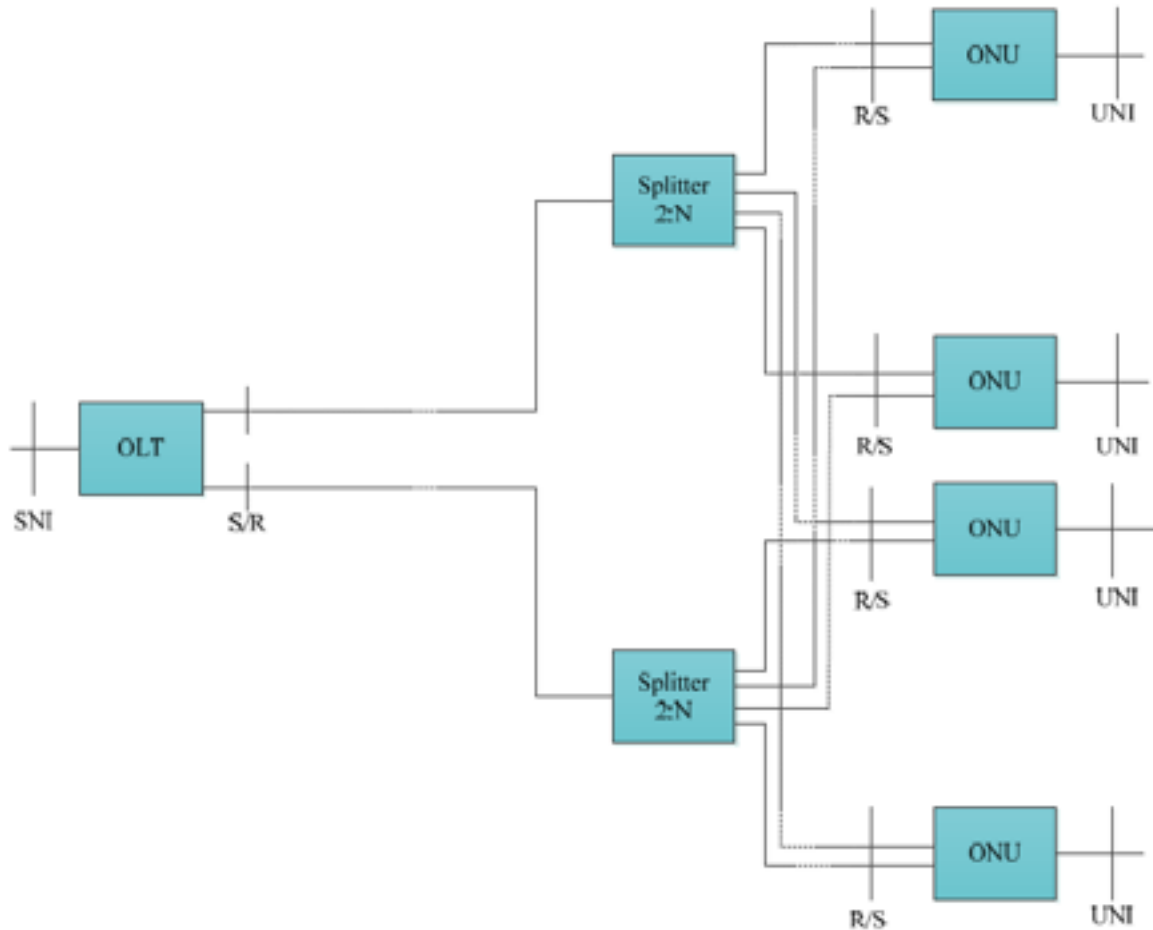 ONU
R/S
UNI
Splitter
2:N
ONU
R/S
UNI
OLT
SNI
S/R
ONU
R/S
UNI
Splitter
2:N
ONU
R/S
UNI